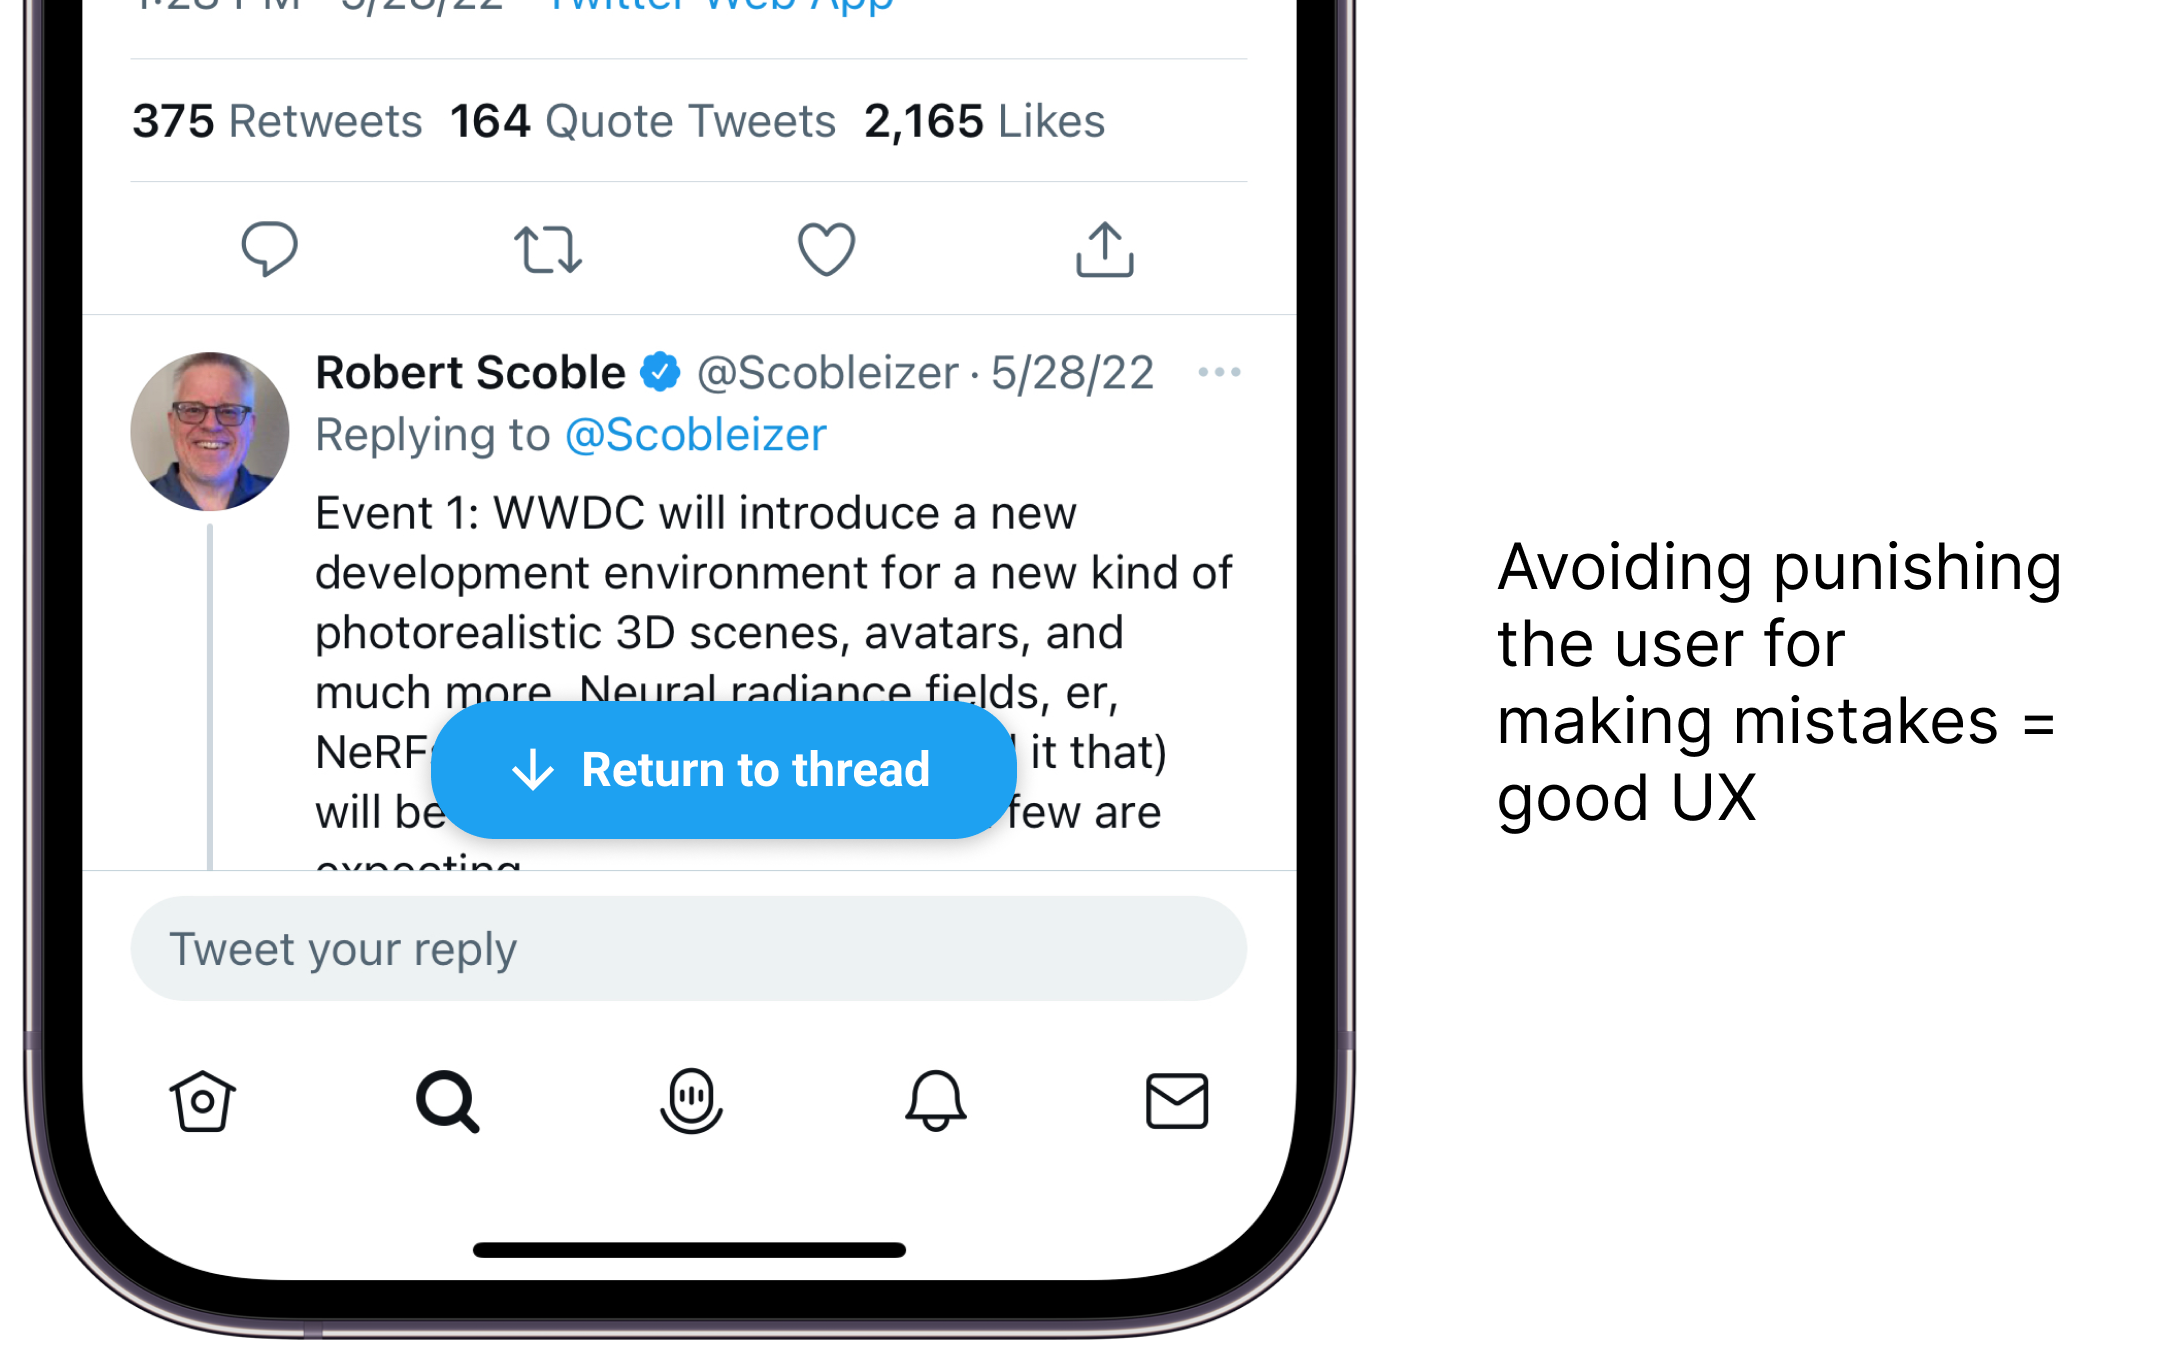 1:28 PM · 5/28/22 · Twitter Web App
375 Retweets 164 Quote Tweets 2,165 Likes
Robert Scoble @Scobleizer · 5/28/22
Replying to @Scobleizer
Event 1: WWDC will introduce a new
development environment for a new kind of
photorealistic 3D scenes, avatars, and
much more. Neural radiance fields, er,
NeRF it that)
will be few are
expecting
Return to thread
Tweet your reply
Avoiding punishing
the user for
making mistakes =
good UX